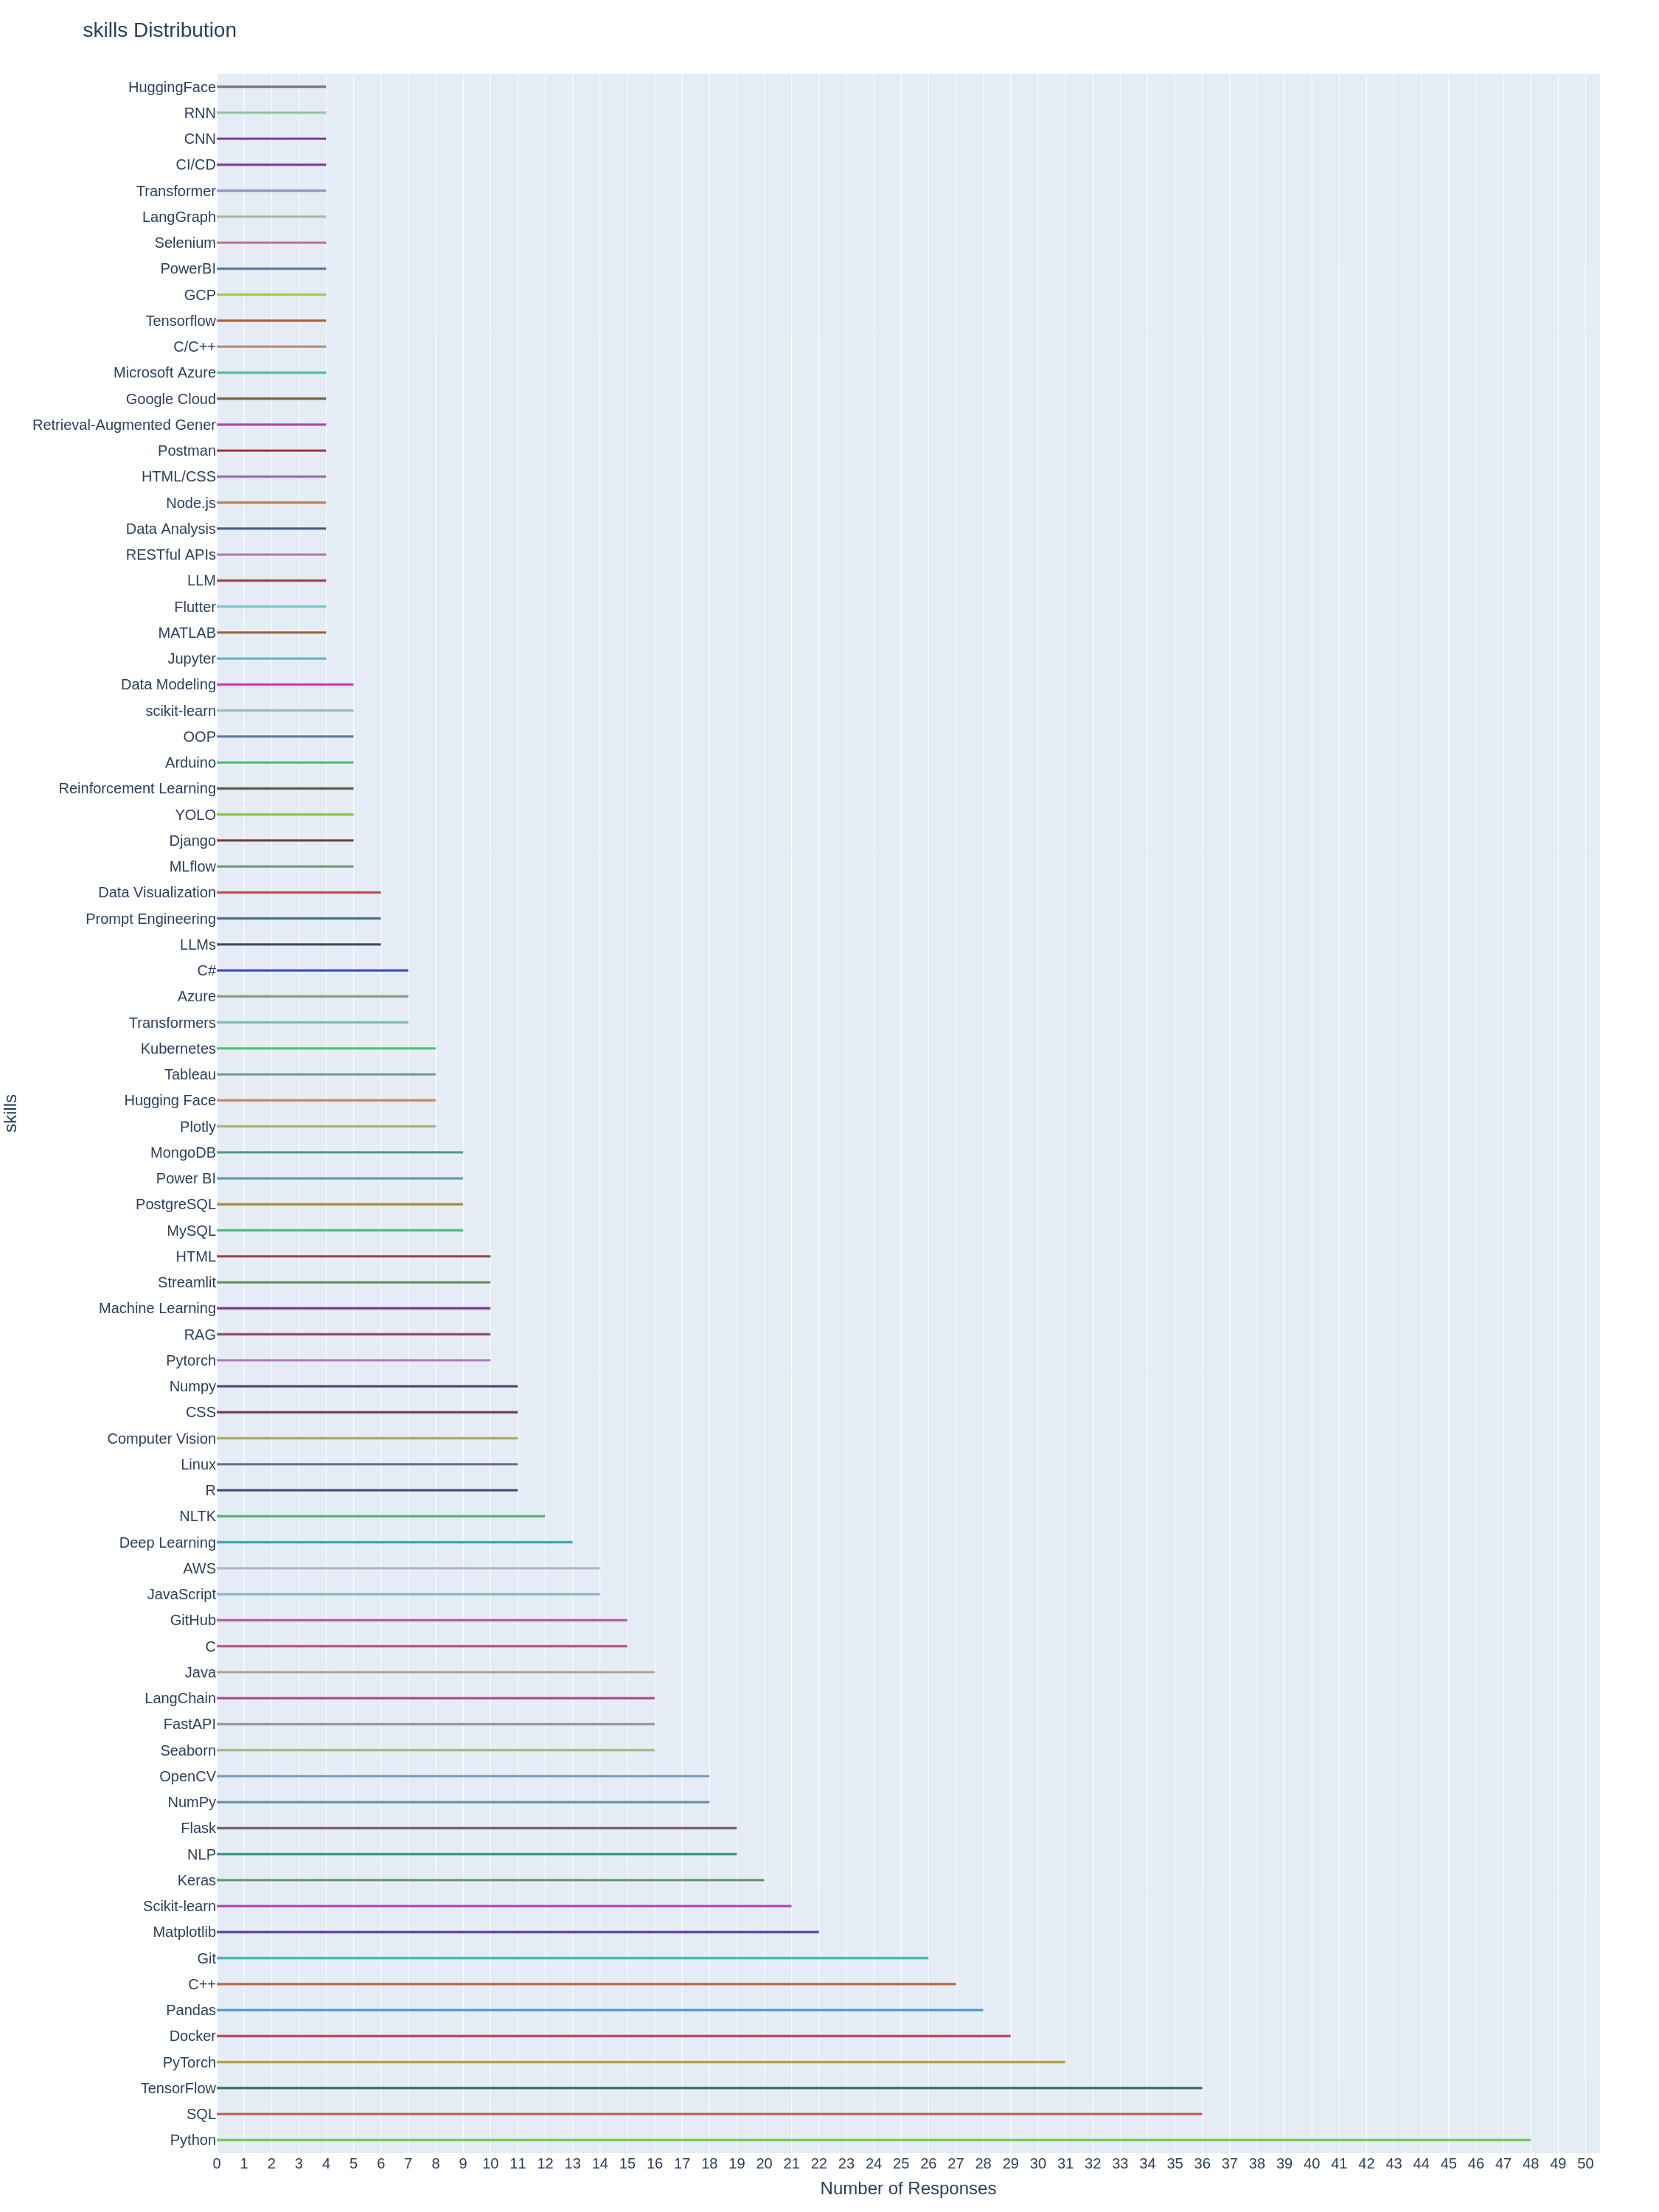 skills Distribution
HuggingFace
RNN
CNN
CI/CD
Transformer
LangGraph
Selenium
PowerBI
GCP
Tensorflow
C/C++
Microsoft Azure
Google Cloud
Retrieval-Augmented Gener
Postman
HTML/CSS
Node.js
Data Analysis
RESTful APIs
LLM
Flutter
MATLAB
Jupyter
Data Modeling
scikit-learn
OOP
Arduino
Reinforcement Learning
YOLO
Django
MLflow
Data Visualization
Prompt Engineering
LLMs
C#
Azure
Transformers
Kubernetes
Tableau
Hugging Face
Plotly
MongoDB
Power BI
PostgreSQL
MySQL
HTML
Streamlit
Machine Learning
RAG
Pytorch
Numpy
CSS
Computer Vision
Linux
R
NLTK
Deep Learning
AWS
JavaScript
GitHub
C
Java
LangChain
FastAPI
Seaborn
OpenCV
NumPy
Flask
NLP
Keras
Scikit-learn
Matplotlib
Git
C++
Pandas
Docker
PyTorch
TensorFlow
SQL
Python
skills
0 1 2 3 4 5 6 7 8 9 10 11 12 13 14 15 16 17 18 19 20 21 22 23 24 25 26 27 28 29 30 31 32 33 34 35 36 37 38 39 40 41 42 43 44 45 46 47 48 49 50
Number of Responses